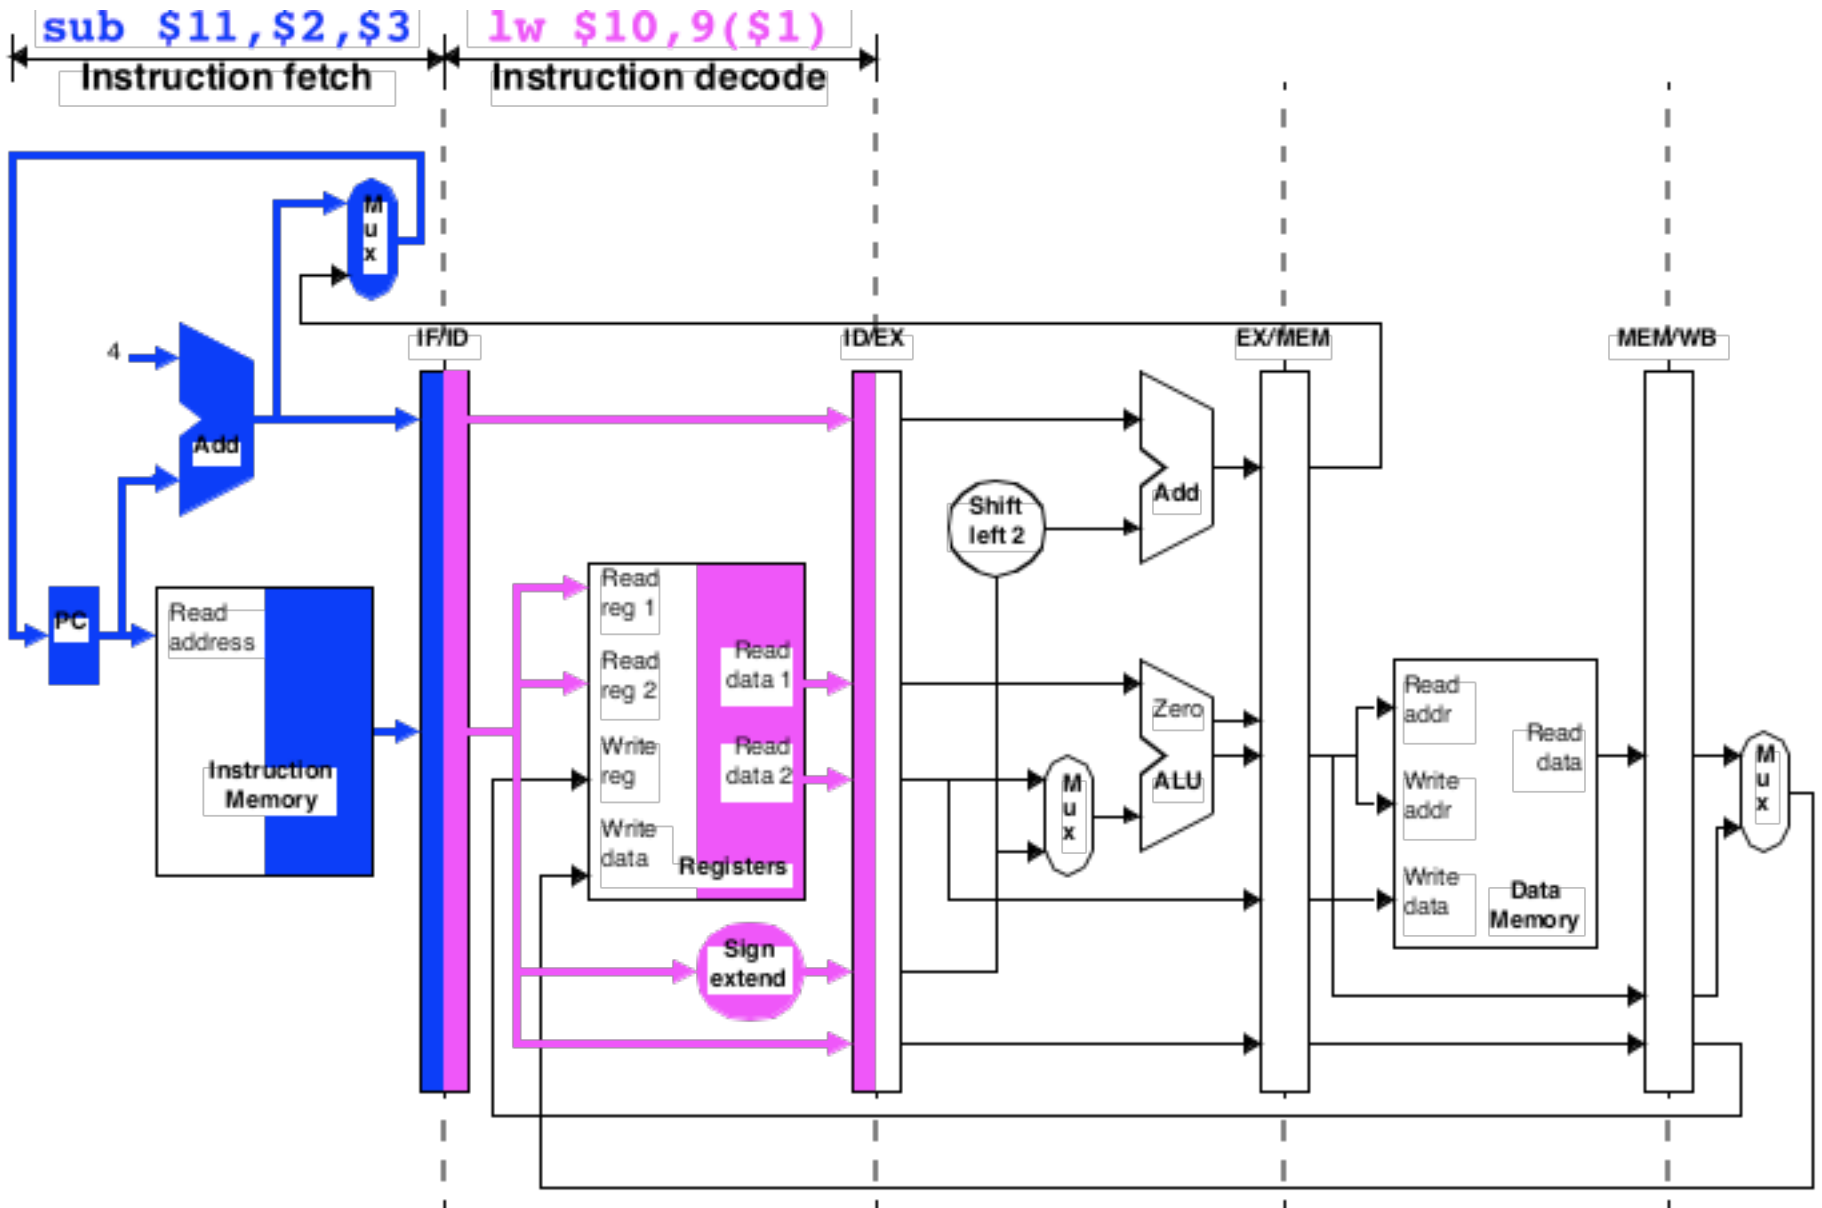 sub $11,$2,$3
lw $10,9($1)
Instruction fetch
Instruction decode
M
u
x
4
Add
IF/ID
ID/EX
EX/MEM
MEM/WB
Add
Shift
left 2
PC
Read
address
Instruction
Memory
Read
reg 1
Read
reg 2
Write
reg
Write
data
Read
data 1
Read
data 2
Registers
Sign
extend
M
u
x
Zero
ALU
Read
addr
Write
addr
Write
data
Read
data
Data
Memory
M
u
x